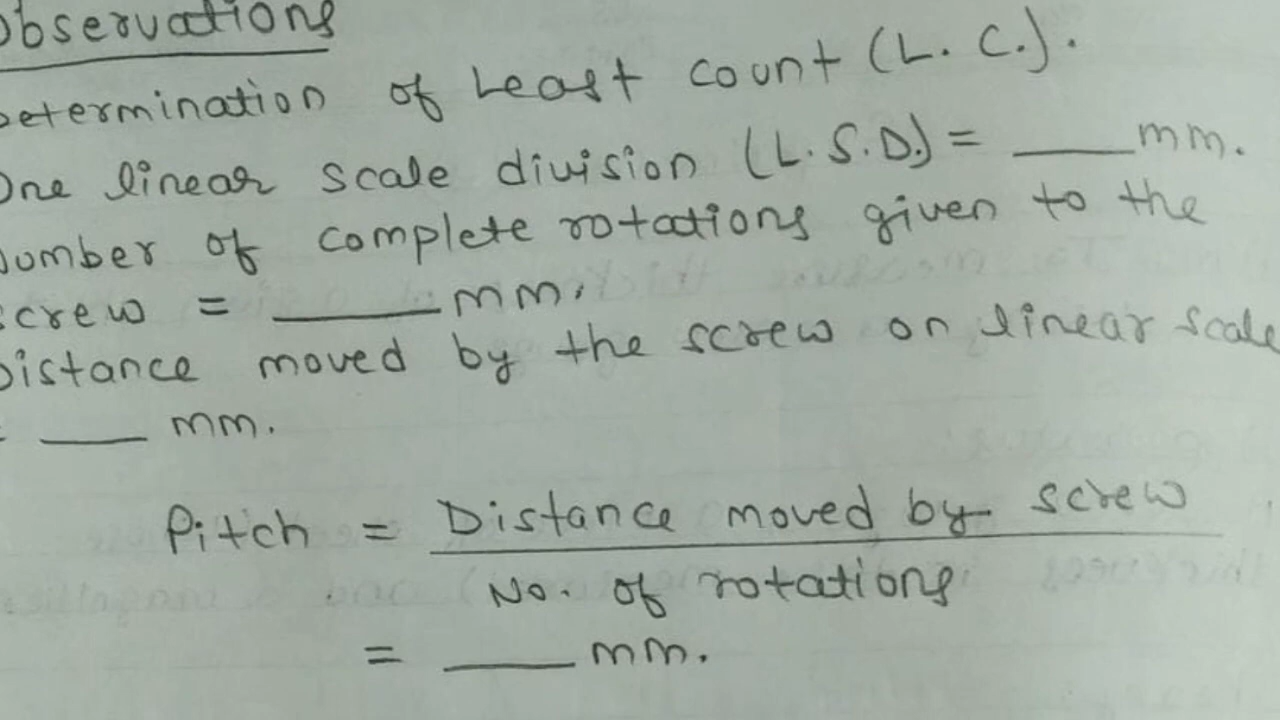 Observations
Determination of Least count (L. C.).
One linear scale division (L. S.D.) = ____ mm.
Number of complete rotations given to the
screw = ____ mm.
Distance moved by the screw on linear scale
= ____ mm.
Pitch = Distance moved by screw
No. of rotations
= ____ mm.